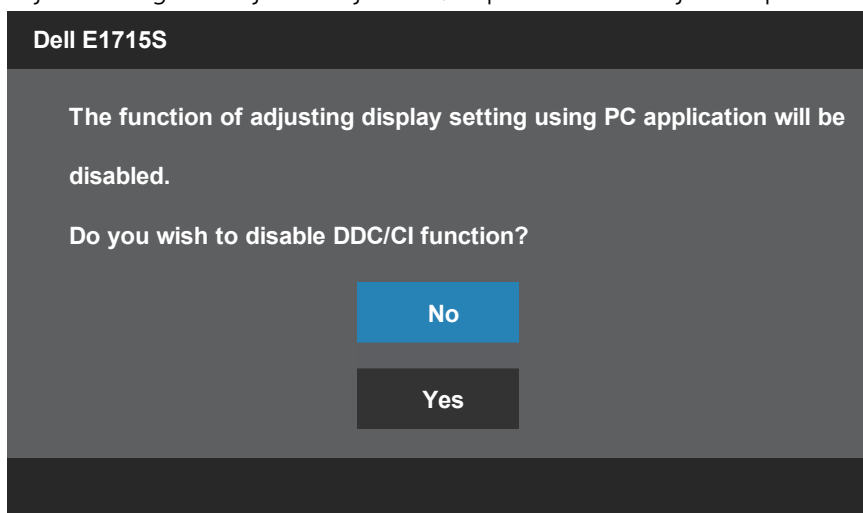 Dell E1715S
The function of adjusting display setting using PC application will be
disabled.
Do you wish to disable DDC/CI function?
No
Yes